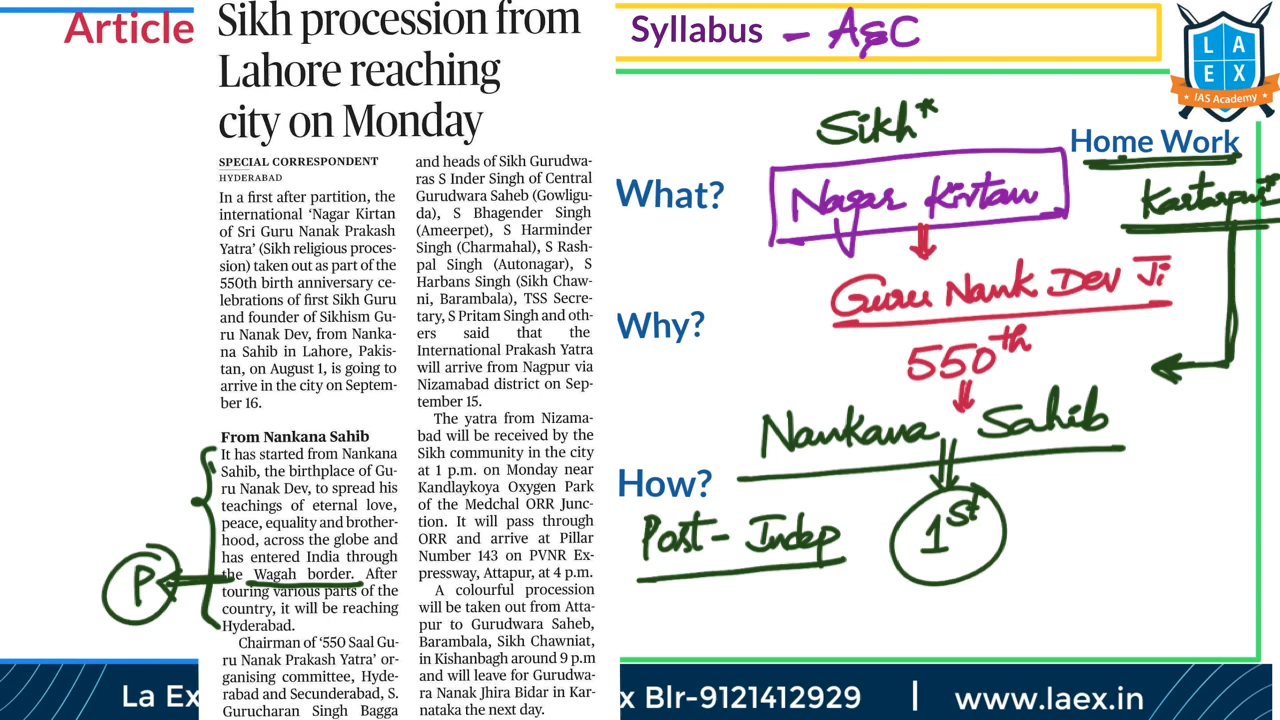 Article
Sikh procession from
Lahore reaching
city on Monday
SPECIAL CORRESPONDENT
HYDERABAD
In a first after partition, the
international ‘Nagar Kirtan
of Sri Guru Nanak Prakash
Yatra’ (Sikh religious proces-
sion) taken out as part of the
550th birth anniversary ce-
lebrations of first Sikh Guru
and founder of Sikhism Gu-
ru Nanak Dev, from Nanka-
na Sahib in Lahore, Pakis-
tan, on August 1, is going to
arrive in the city on Septem-
ber 16.
From Nankana Sahib
It has started from Nankana
Sahib, the birthplace of Gu-
ru Nanak Dev, to spread his
teachings of eternal love,
peace, equality and brother-
hood, across the globe and
has entered India through
the Wagah border. After
touring various parts of the
country, it will be reaching
Hyderabad.
Chairman of ‘550 Saal Gu-
ru Nanak Prakash Yatra’ or-
ganising committee, Hyde-
rabad and Secunderabad, S.
Gurucharan Singh Bagga
and heads of Sikh Gurudwa-
ras S Inder Singh of Central
Gurudwara Saheb (Gowligu-
da), S Bhagender Singh
(Ameerpet), S Harminder
Singh (Charmahal), S Rash-
pal Singh (Autonagar), S
Harbans Singh (Sikh Chaw-
ni, Barambala), TSS Secre-
tary, S Pritam Singh and oth-
ers said that the
International Prakash Yatra
will arrive from Nagpur via
Nizamabad district on Sep-
tember 15.
The yatra from Nizama-
bad will be received by the
Sikh community in the city
at 1 p.m. on Monday near
Kandlaykoya Oxygen Park
of the Medchal ORR Junc-
tion. It will pass through
ORR and arrive at Pillar
Number 143 on PVNR Ex-
pressway, Attapur, at 4 p.m.
A colourful procession
will be taken out from Atta-
pur to Gurudwara Saheb,
Barambala, Sikh Chawniat,
in Kishanbagh around 9 p.m
and will leave for Gurudwa-
ra Nanak Jhira Bidar in Kar-
nataka the next day.
P
Syllabus - A&C
LA
EX
IAS Academy
Sikh*
Home Work
Kartarpur*
What? Nagar Kirtan
Guru Nank Dev Ji
Why?
550th
Nankana Sahib
How?
Post-Indep 1st
La Ex
x Blr-9121412929 | www.laex.in